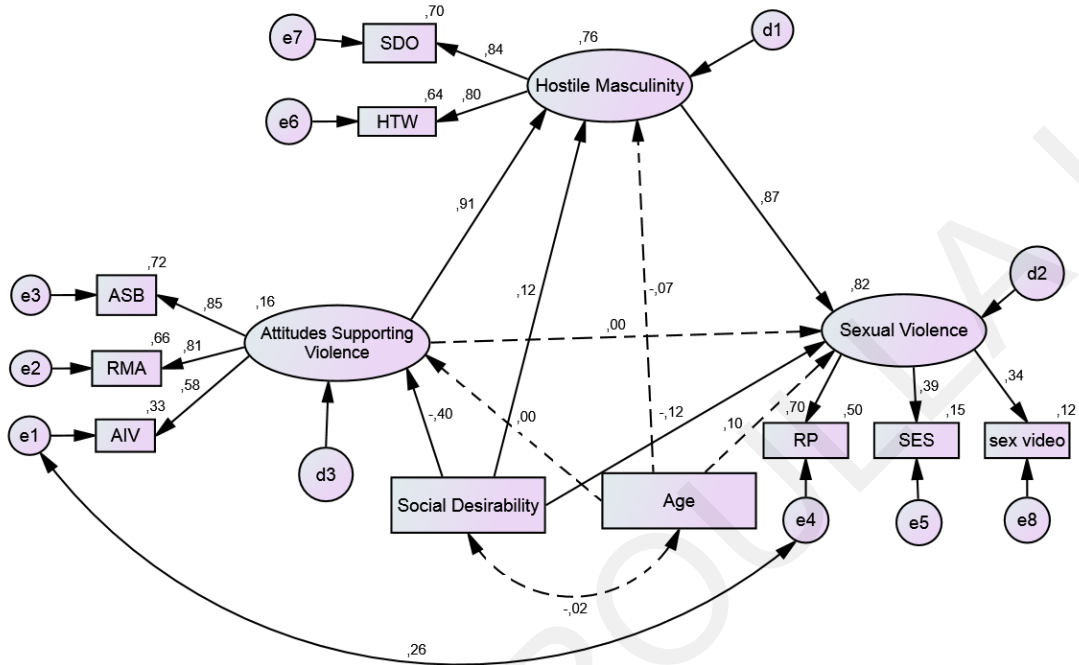 ,70
e7
SDO
,76
d1
,84
Hostile Masculinity
,64
,80
e6
HTW
,91
,87
,72
e3
ASB
,85
,16
,12
-,07
,82
d2
Attitudes Supporting
Violence
,00
Sexual Violence
,66
e2
RMA
,81
,58
,33
e1
AIV
-,40
,00
-,12
,10
,70
,50
,39
,15
,34
,12
RP
SES
sex video
d3
Social Desirability
Age
e4
e5
e8
-,02
,26